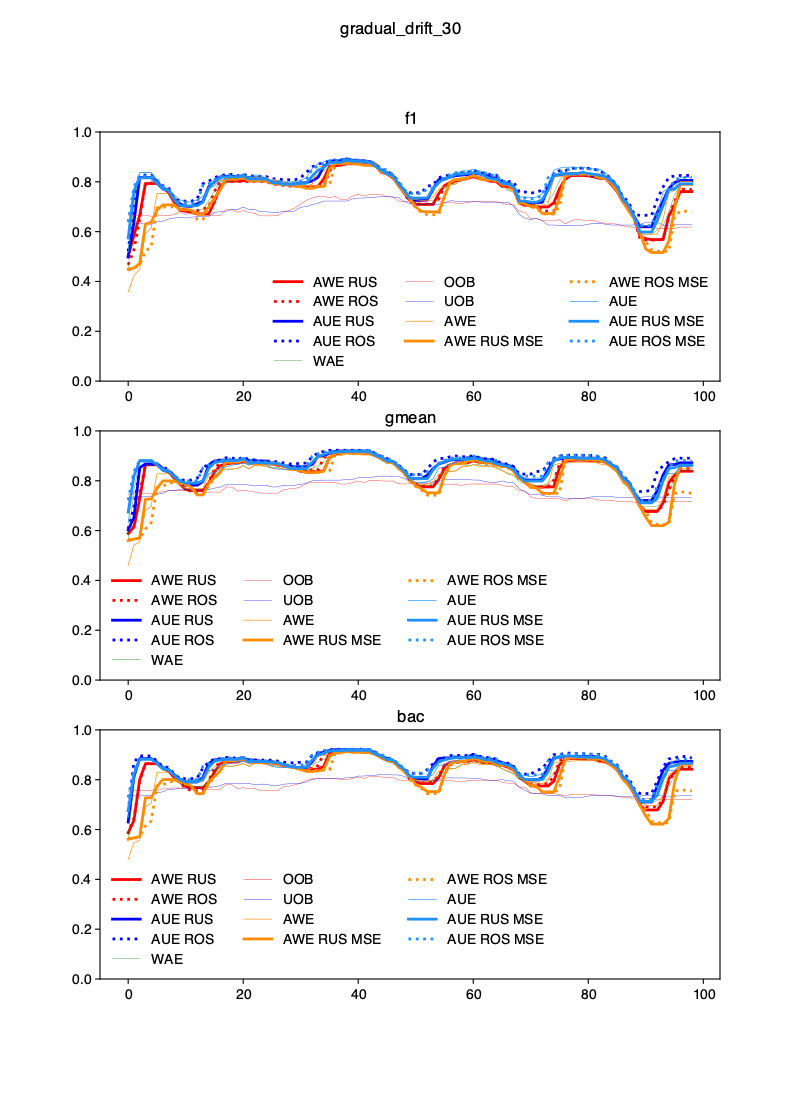 gradual_drift_30
f1
1.0
0.8
0.6
0.4
0.2
0.0
AWE RUS OOB AWE ROS MSE
AWE ROS UOB AUE
AUE RUS AWE AUE RUS MSE
AUE ROS AWE RUS MSE AUE ROS MSE
WAE
0 20 40 60 80 100
gmean
1.0
0.8
0.6
0.4
0.2
0.0
AWE RUS OOB AWE ROS MSE
AWE ROS UOB AUE
AUE RUS AWE AUE RUS MSE
AUE ROS AWE RUS MSE AUE ROS MSE
WAE
0 20 40 60 80 100
bac
1.0
0.8
0.6
0.4
0.2
0.0
AWE RUS OOB AWE ROS MSE
AWE ROS UOB AUE
AUE RUS AWE AUE RUS MSE
AUE ROS AWE RUS MSE AUE ROS MSE
WAE
0 20 40 60 80 100